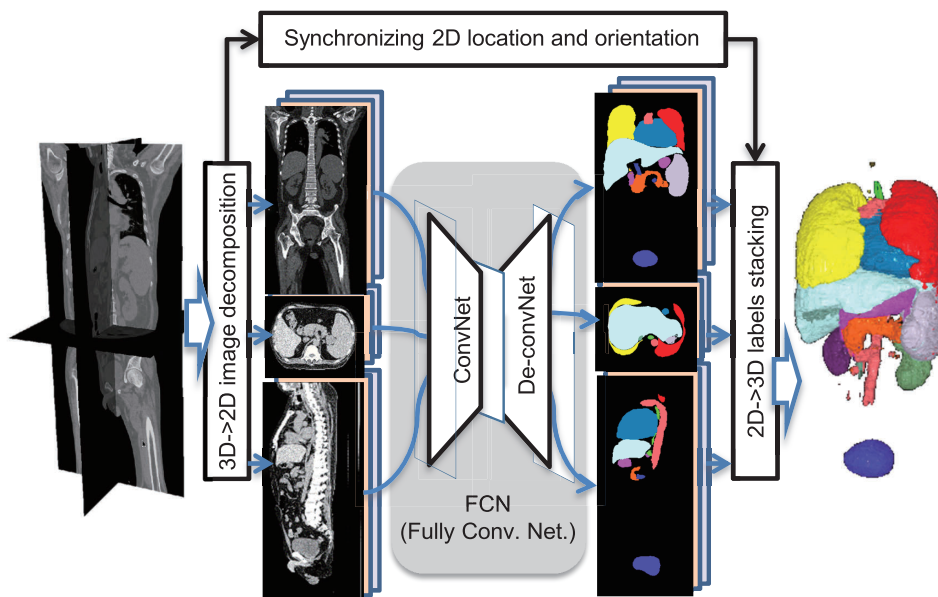 Synchronizing 2D location and orientation
3D->2D image decomposition
ConvNet
De-convNet
FCN
(Fully Conv. Net.)
2D->3D labels stacking